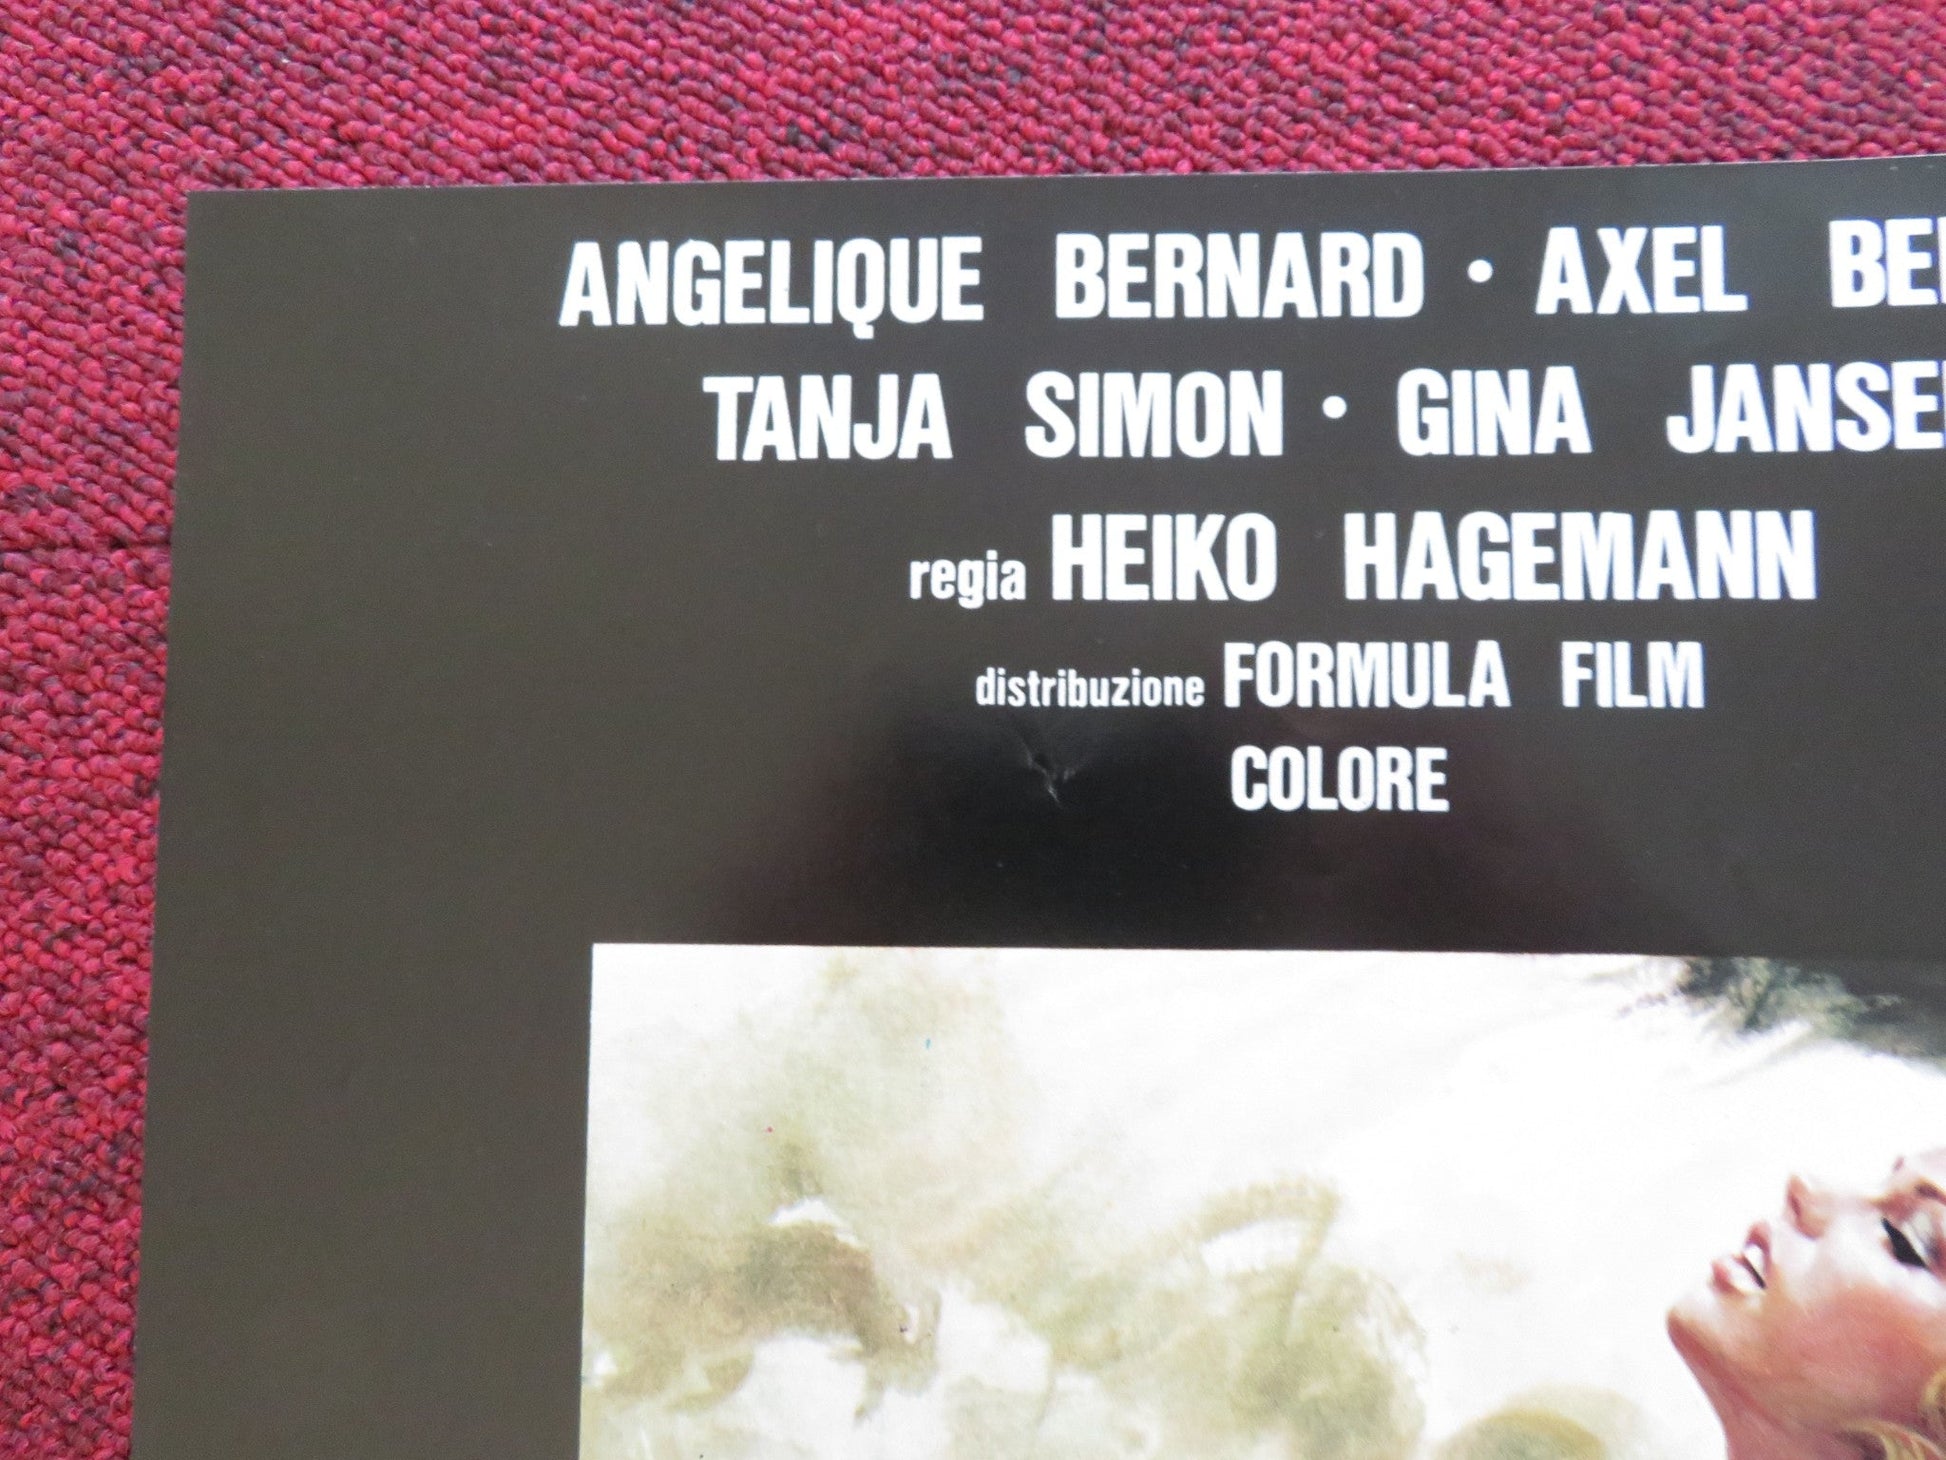 ANGELIQUE BERNARD • AXEL
TANJA SIMON • GINA
regia HEIKO HAGEMANN
distribuzione FORMULA FILM
COLORE